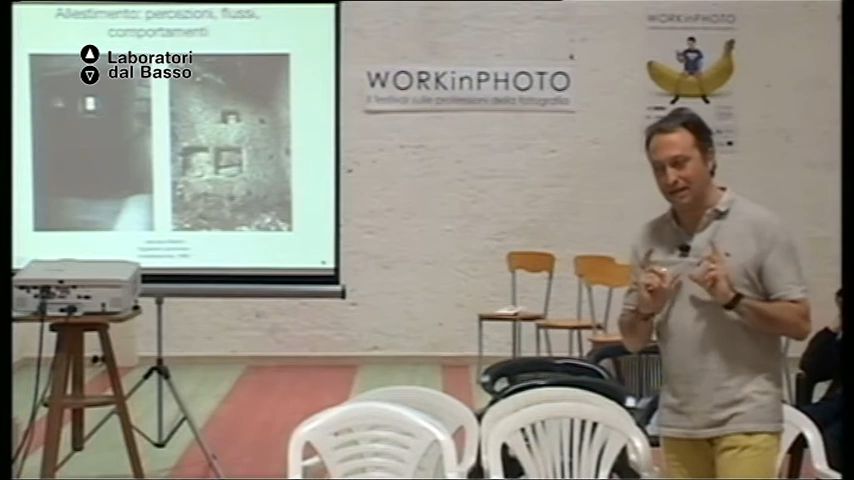 Allestimento: percezioni, flussi,
comportamenti
Laboratori
dal Basso
WORKinPHOTO
il festival sulle professioni della fotografia
WORKinPHOTO